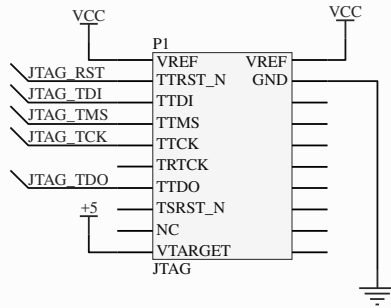 VCC
VCC
P1
VREF VREF
JTAG_RST TTRST_N GND
JTAG_TDI TTDI
JTAG_TMS TTMS
JTAG_TCK TTCK
TRTCK
JTAG_TDO TTDO
+5 TSRST_N
NC
VTARGET
JTAG